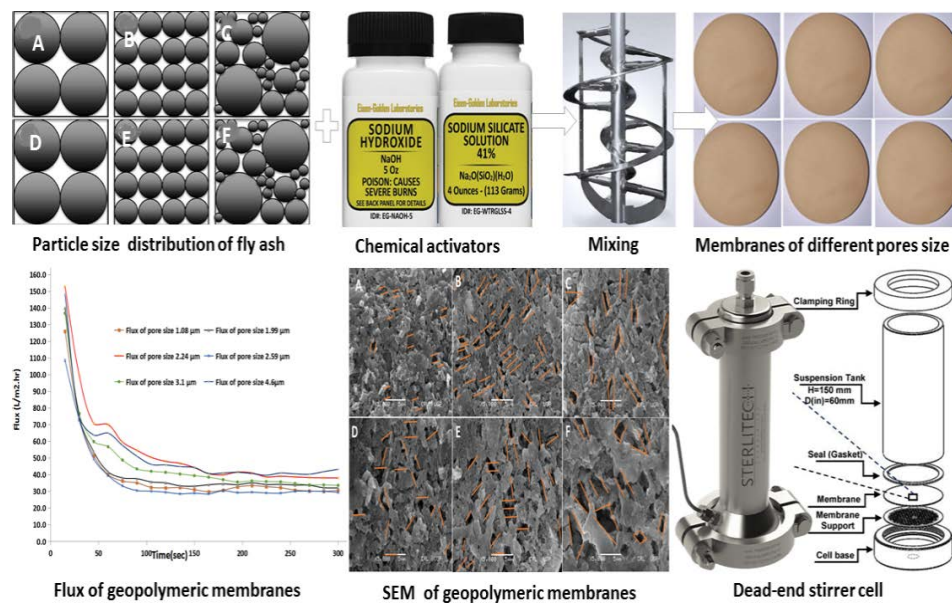 A
B
C
D
E
F
Eisen-Golden Laboratories
SODIUM
HYDROXIDE
NaOH
5 Oz
POISON: CAUSES
SEVERE BURNS
SEE BACK PANEL FOR DETAILS
ID#: EG-NAOH-5
Eisen-Golden Laboratories
SODIUM SILICATE
SOLUTION
41%
Na₂O(SiO₂)(H₂O)
4 Ounces - (113 Grams)
ID#: EG-WTRGLSS-4
Particle size distribution of fly ash
Chemical activators
Mixing
Membranes of different pores size
Flux (L/m2.hr)
160.0
150.0
140.0
130.0
120.0
110.0
100.0
90.0
80.0
70.0
60.0
50.0
40.0
30.0
20.0
10.0
0.0
0
50
100
150
200
250
300
Time(sec)
Flux of pore size 1.08 μm
Flux of pore size 1.99 μm
Flux of pore size 2.24 μm
Flux of pore size 2.59 μm
Flux of pore size 3.1 μm
Flux of pore size 4.6μm
A
B
C
D
E
F
STERLITECH
Clamping Ring
Suspension Tank
H=150 mm
D(in)=60mm
Seal (Gasket)
Membrane
Membrane
Support
Cell base
Flux of geopolymeric membranes
SEM of geopolymeric membranes
Dead-end stirrer cell